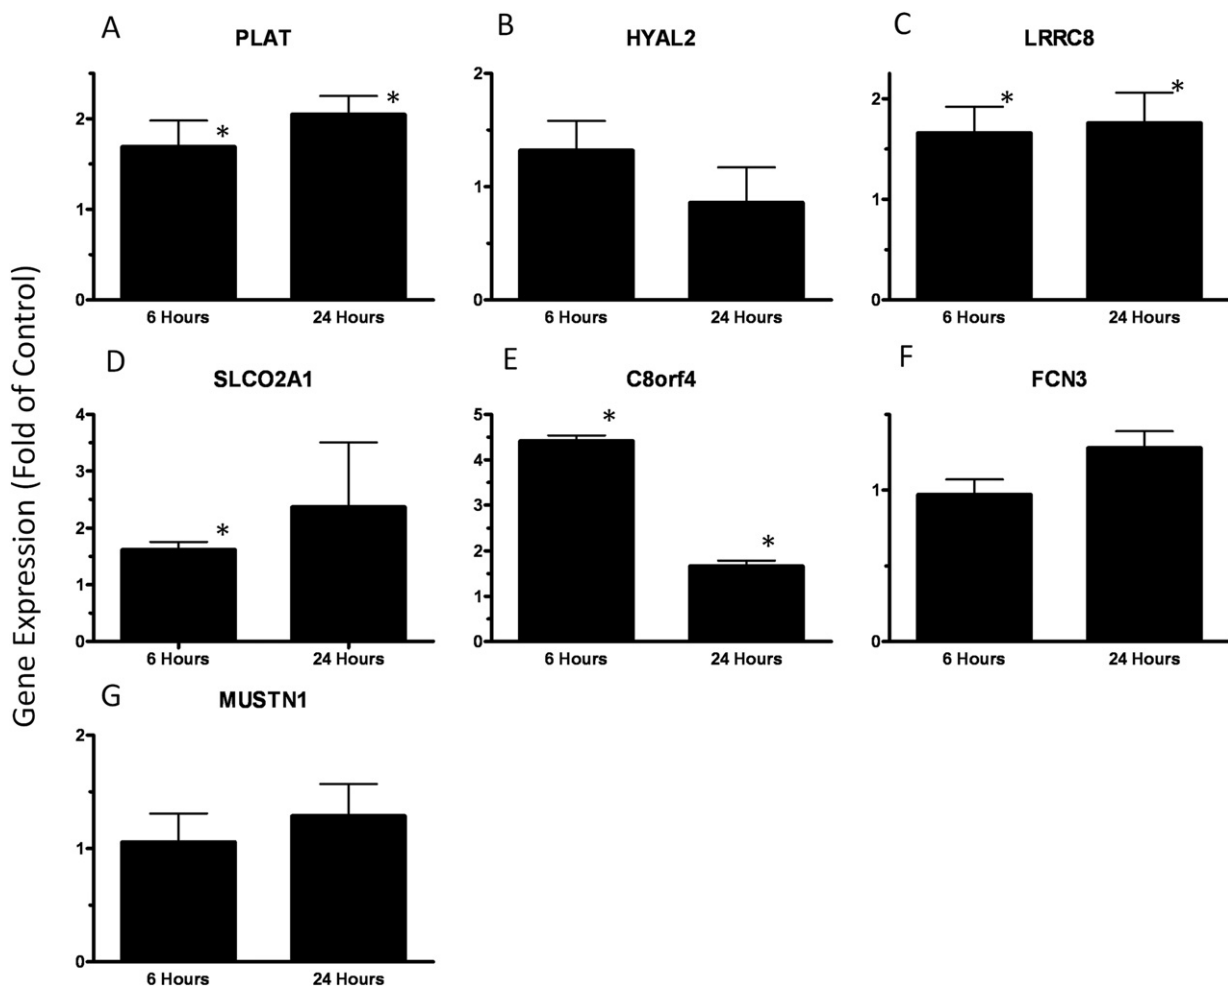 Gene Expression (Fold of Control)
A
PLAT
2
1
0
*
*
6 Hours
24 Hours
B
HYAL2
2
1
0
6 Hours
24 Hours
C
LRRC8
2
1
0
*
*
6 Hours
24 Hours
D
SLCO2A1
4
3
2
1
0
*
6 Hours
24 Hours
E
C8orf4
5
4
3
2
1
0
*
*
6 Hours
24 Hours
F
FCN3
1
0
6 Hours
24 Hours
G
MUSTN1
2
1
0
6 Hours
24 Hours